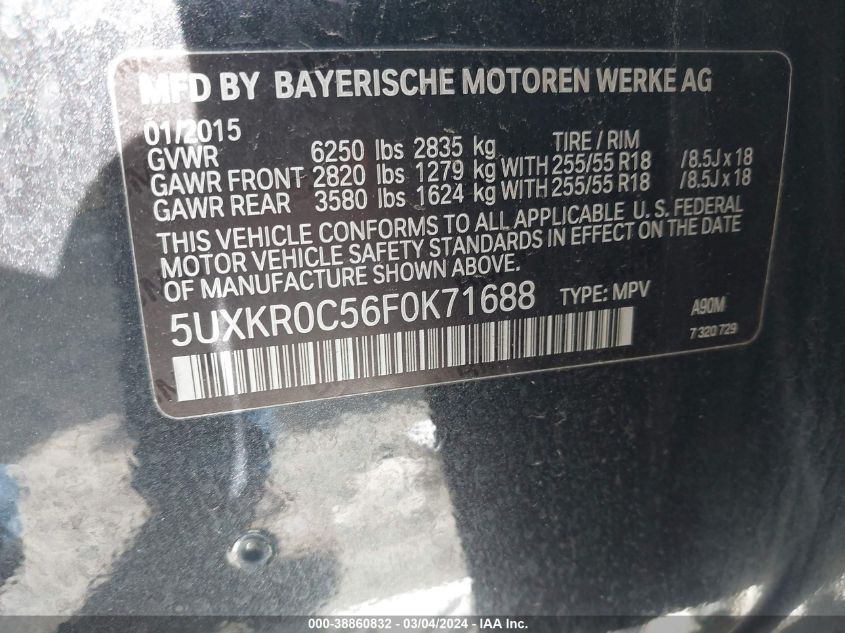 MFD BY BAYERISCHE MOTOREN WERKE AG
01/2015 TIRE / RIM
GVWR 6250 lbs 2835 kg
GAWR FRONT 2820 lbs 1279 kg WITH 255/55 R18 /8.5J x 18
GAWR REAR 3580 lbs 1624 kg WITH 255/55 R18 /8.5J x 18
THIS VEHICLE CONFORMS TO ALL APPLICABLE U. S. FEDERAL
MOTOR VEHICLE SAFETY STANDARDS IN EFFECT ON THE DATE
OF MANUFACTURE SHOWN ABOVE.
5UXKR0C56F0K71688 TYPE: MPV A90M
7 320 729
000-38860832 - 03/04/2024 - IAA Inc.